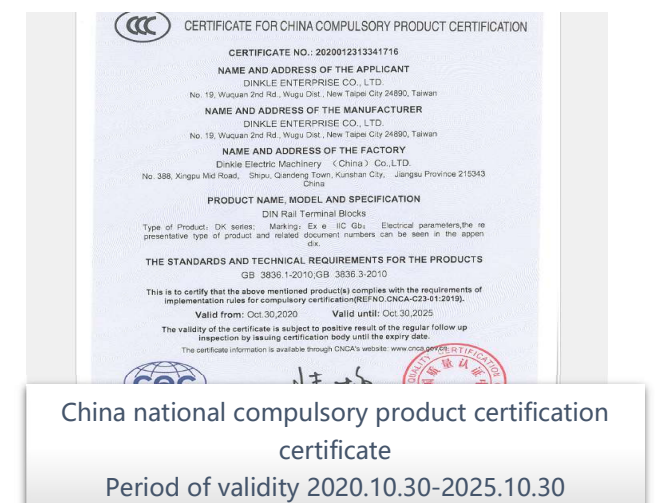 CCC
CERTIFICATE FOR CHINA COMPULSORY PRODUCT CERTIFICATION
CERTIFICATE NO.: 2020012313341716
NAME AND ADDRESS OF THE APPLICANT
DINKLE ENTERPRISE CO., LTD.
No. 19, Wuquan 2nd Rd., Wugu Dist., New Taipei City 24890, Taiwan
NAME AND ADDRESS OF THE MANUFACTURER
DINKLE ENTERPRISE CO., LTD.
No. 19, Wuquan 2nd Rd., Wugu Dist., New Taipei City 24890, Taiwan
NAME AND ADDRESS OF THE FACTORY
Dinkle Electric Machinery （China）Co.,LTD.
No. 388, Xingpu Mid Road, Shipu, Qiandeng Town, Kunshan City, Jiangsu Province 215343
China
PRODUCT NAME, MODEL AND SPECIFICATION
DIN Rail Terminal Blocks
Type of Product: DK series; Marking: Ex e IIC Gb; Electrical parameters,the re
presentative type of product and related document numbers can be seen in the appen
dix.
THE STANDARDS AND TECHNICAL REQUIREMENTS FOR THE PRODUCTS
GB 3836.1-2010;GB 3836.3-2010
This is to certify that the above mentioned product(s) complies with the requirements of
implementation rules for compulsory certification(REFNO.CNCA-C23-01:2019).
Valid from: Oct.30,2020 Valid until: Oct.30,2025
The validity of the certificate is subject to positive result of the regular follow up
inspection by issuing certification body until the expiry date.
The certificate information is available through CNCA's website: www.cnca.gov.cn
CQC
China national compulsory product certification
certificate
Period of validity 2020.10.30-2025.10.30